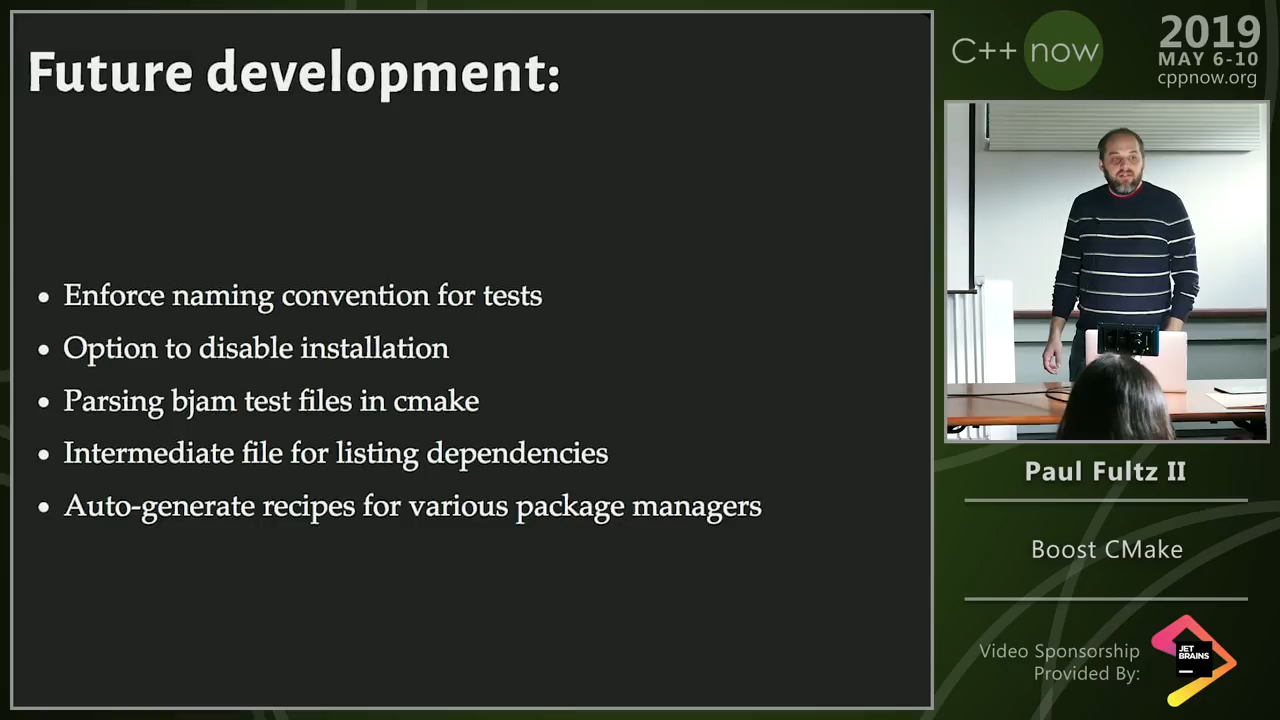 Future development:
Enforce naming convention for tests
Option to disable installation
Parsing bjam test files in cmake
Intermediate file for listing dependencies
Auto-generate recipes for various package managers
C++ now
2019
MAY 6-10
cppnow.org
Paul Fultz II
Boost CMake
Video Sponsorship
Provided By:
JET
BRAINS